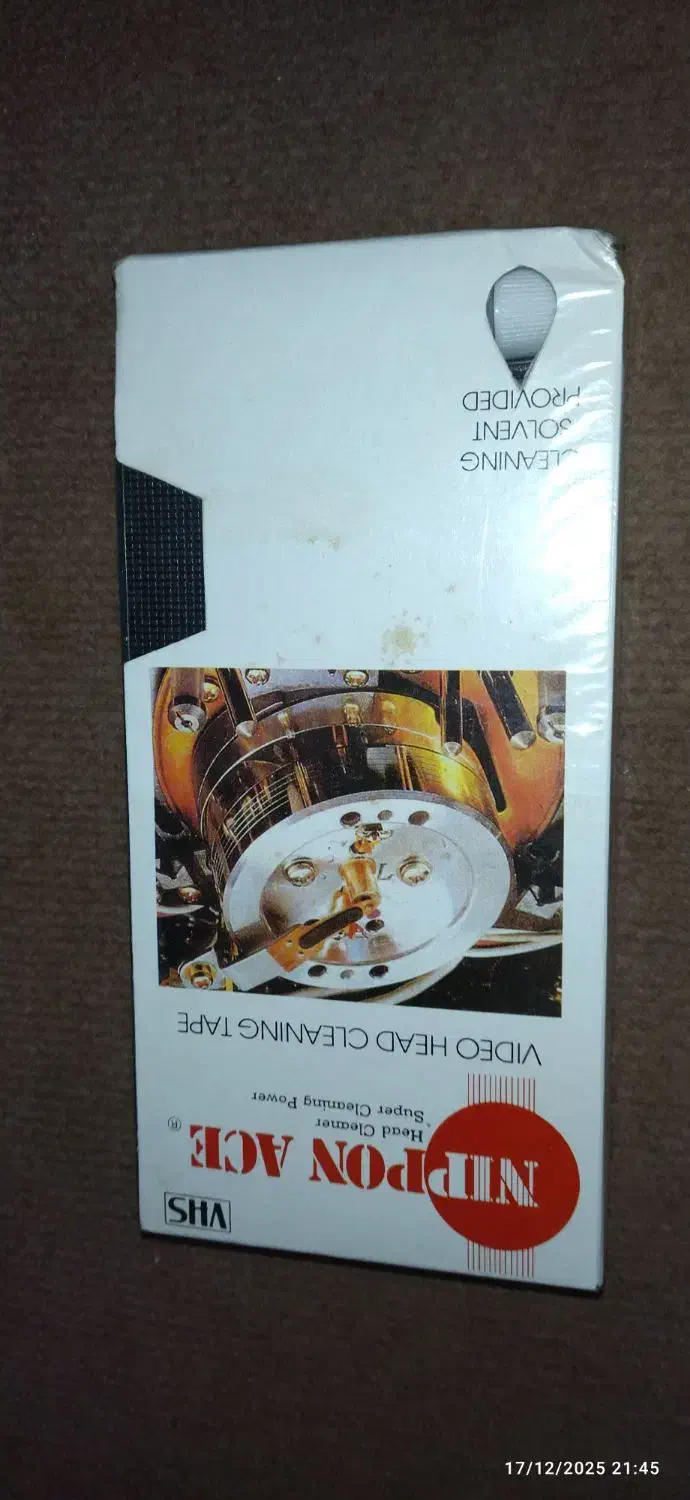 VHS
NIPPON ACE ®
Head Cleaner
Super Cleaning Power
VIDEO HEAD CLEANING TAPE
CLEANING
SOLVENT
PROVIDED
17/12/2025 21:45